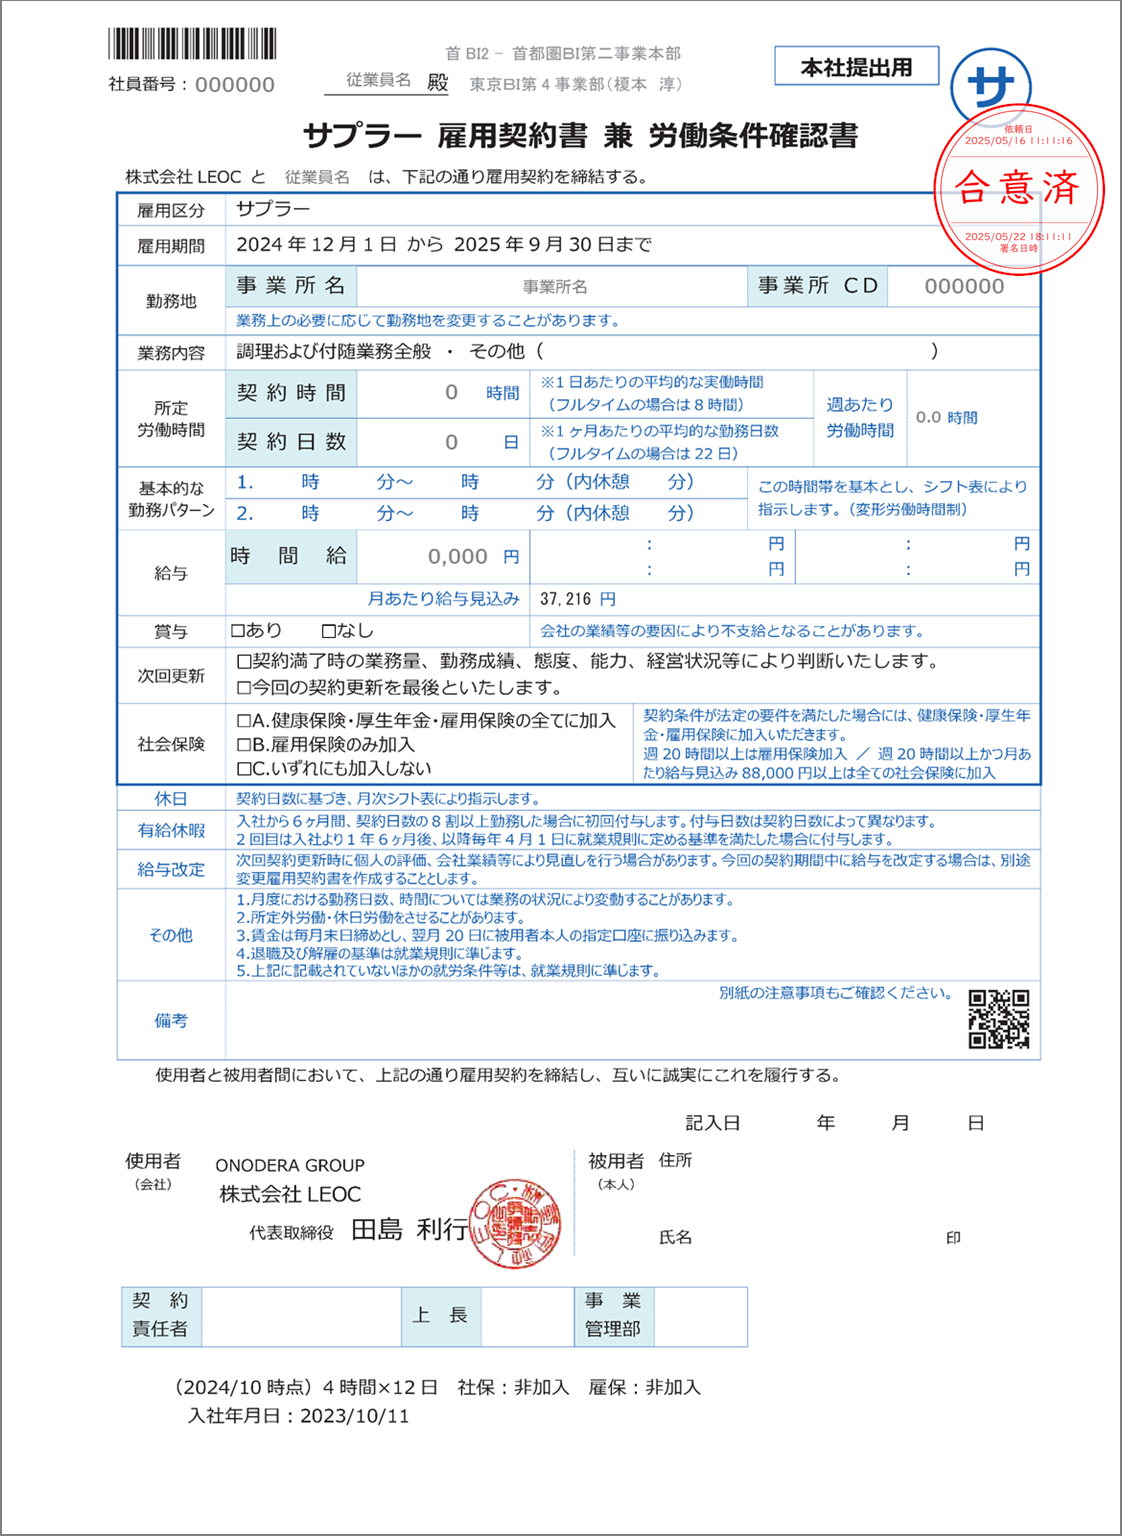 首 BI2 － 首都圏BI第二事業本部
本社提出用
サ
社員番号：000000
従業員名 殿 東京BI第４事業部（榎本 淳）
依頼日
2025/05/16 11:11:16
合意済
2025/05/22 18:11:11
署名日時
サプラー 雇用契約書 兼 労働条件確認書
株式会社 LEOC と 従業員名 は、下記の通り雇用契約を締結する。
雇用区分 サプラー
雇用期間 2024 年 12 月 1 日 から 2025 年 9 月 30 日まで
勤務地 事業所名 事業所名 事業所 CD 000000
業務上の必要に応じて勤務地を変更することがあります。
業務内容 調理および付随業務全般 ・ その他（ ）
所定
労働時間
契約時間 0 時間 ※1 日あたりの平均的な実働時間
（フルタイムの場合は 8 時間）
契約日数 0 日 ※1 ヶ月あたりの平均的な勤務日数
（フルタイムの場合は 22 日）
週あたり
労働時間
0.0 時間
基本的な
勤務パターン
1. 時 分～ 時 分（内休憩 分）
2. 時 分～ 時 分（内休憩 分）
この時間帯を基本とし、シフト表により
指示します。（変形労働時間制）
給与 時 間 給 0,000 円 ： 円 ： 円
： 円 ： 円
月あたり給与見込み 37,216 円
賞与 □あり □なし 会社の業績等の要因により不支給となることがあります。
次回更新 □契約満了時の業務量、勤務成績、態度、能力、経営状況等により判断いたします。
□今回の契約更新を最後といたします。
社会保険
□A.健康保険・厚生年金・雇用保険の全てに加入
□B.雇用保険のみ加入
□C.いずれにも加入しない
契約条件が法定の要件を満たした場合には、健康保険・厚生年
金・雇用保険に加入いただきます。
週 20 時間以上は雇用保険加入 ／ 週 20 時間以上かつ月あ
たり給与見込み 88,000 円以上は全ての社会保険に加入
休日 契約日数に基づき、月次シフト表により指示します。
有給休暇 入社から 6 ヶ月間、契約日数の 8 割以上勤務した場合に初回付与します。付与日数は契約日数によって異なります。
2 回目は入社より 1 年 6 ヶ月後、以降毎年 4 月 1 日に就業規則に定める基準を満たした場合に付与します。
給与改定 次回契約更新時に個人の評価、会社業績等により見直しを行う場合があります。今回の契約期間中に給与を改定する場合は、別途
変更雇用契約書を作成することとします。
その他
1.月度における勤務日数、時間については業務の状況により変動することがあります。
2.所定外労働・休日労働をさせることがあります。
3.賃金は毎月末日締めとし、翌月 20 日に被用者本人の指定口座に振り込みます。
4.退職及び解雇の基準は就業規則に準じます。
5.上記に記載されていないほかの就労条件等は、就業規則に準じます。
備考 別紙の注意事項もご確認ください。
使用者と被用者間において、上記の通り雇用契約を締結し、互いに誠実にこれを履行する。
記入日 年 月 日
使用者
（会社）
ONODERA GROUP
株式会社 LEOC
代表取締役 田島 利行
被用者 住所
（本人）
氏名 印
契 約
責任者
上 長
事 業
管理部
（2024/10 時点）4 時間×12 日 社保：非加入 雇保：非加入
入社年月日：2023/10/11